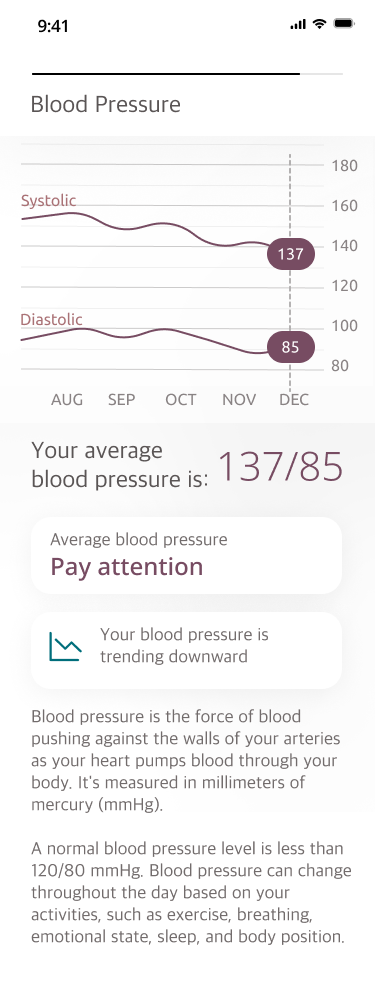 9:41
Blood Pressure
180
Systolic
160
140
137
120
Diastolic
100
85
80
AUG SEP OCT NOV DEC
Your average
blood pressure is: 137/85
Average blood pressure
Pay attention
Your blood pressure is
trending downward
Blood pressure is the force of blood
pushing against the walls of your arteries
as your heart pumps blood through your
body. It's measured in millimeters of
mercury (mmHg).
A normal blood pressure level is less than
120/80 mmHg. Blood pressure can change
throughout the day based on your
activities, such as exercise, breathing,
emotional state, sleep, and body position.